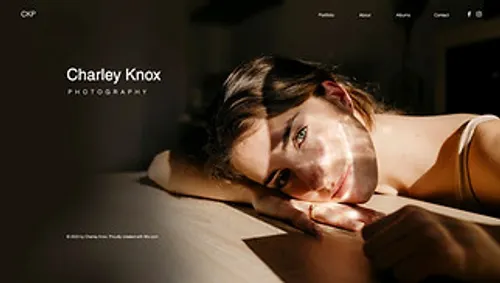 CKP
Portfolio About Albums Contact
Charley Knox
PHOTOGRAPHY
© 2023 by Charley Knox. Proudly created with Wix.com